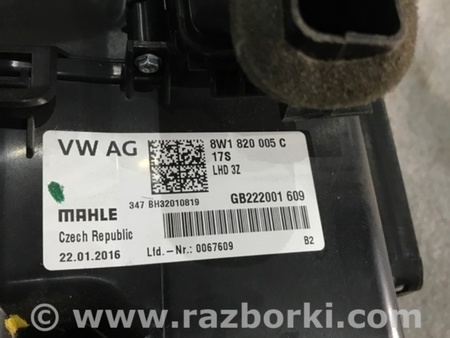 VW AG
8W1 820 005 C
17S
LHD 3Z
MAHLE
347 BH32010819
GB222001 609
Czech Republic
22.01.2016
Lfd.-Nr.: 0067609
B2
© www.razborki.com